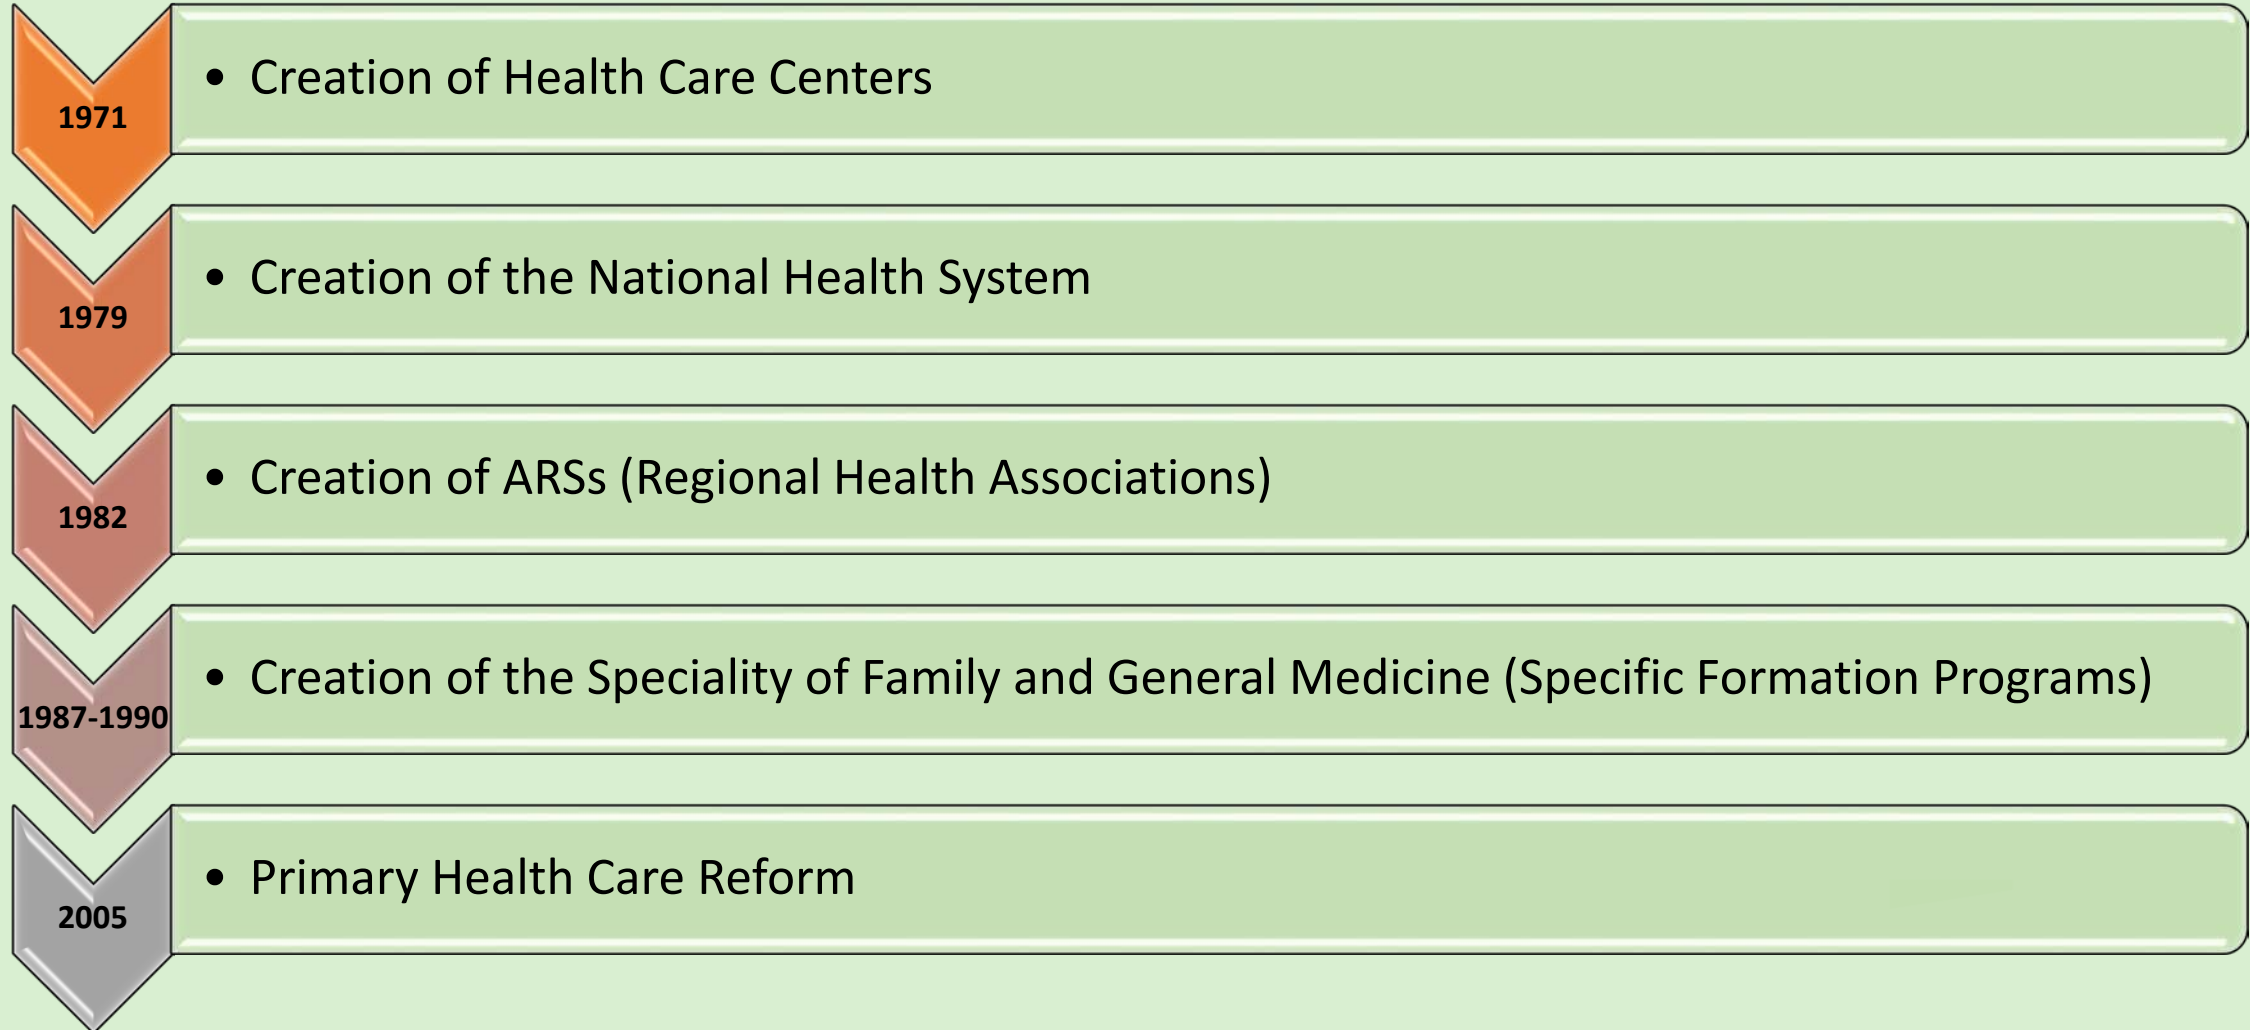 1971
• Creation of Health Care Centers
1979
• Creation of the National Health System
1982
• Creation of ARSs (Regional Health Associations)
1987-1990
• Creation of the Speciality of Family and General Medicine (Specific Formation Programs)
2005
• Primary Health Care Reform